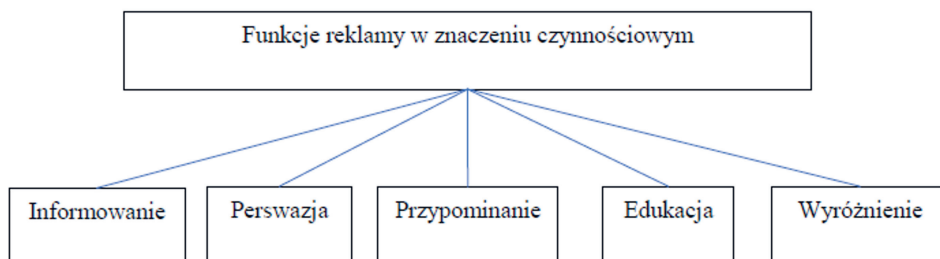 Funkcje reklamy w znaczeniu czynnościowym
Informowanie
Perswazja
Przypominanie
Edukacja
Wyróżnienie